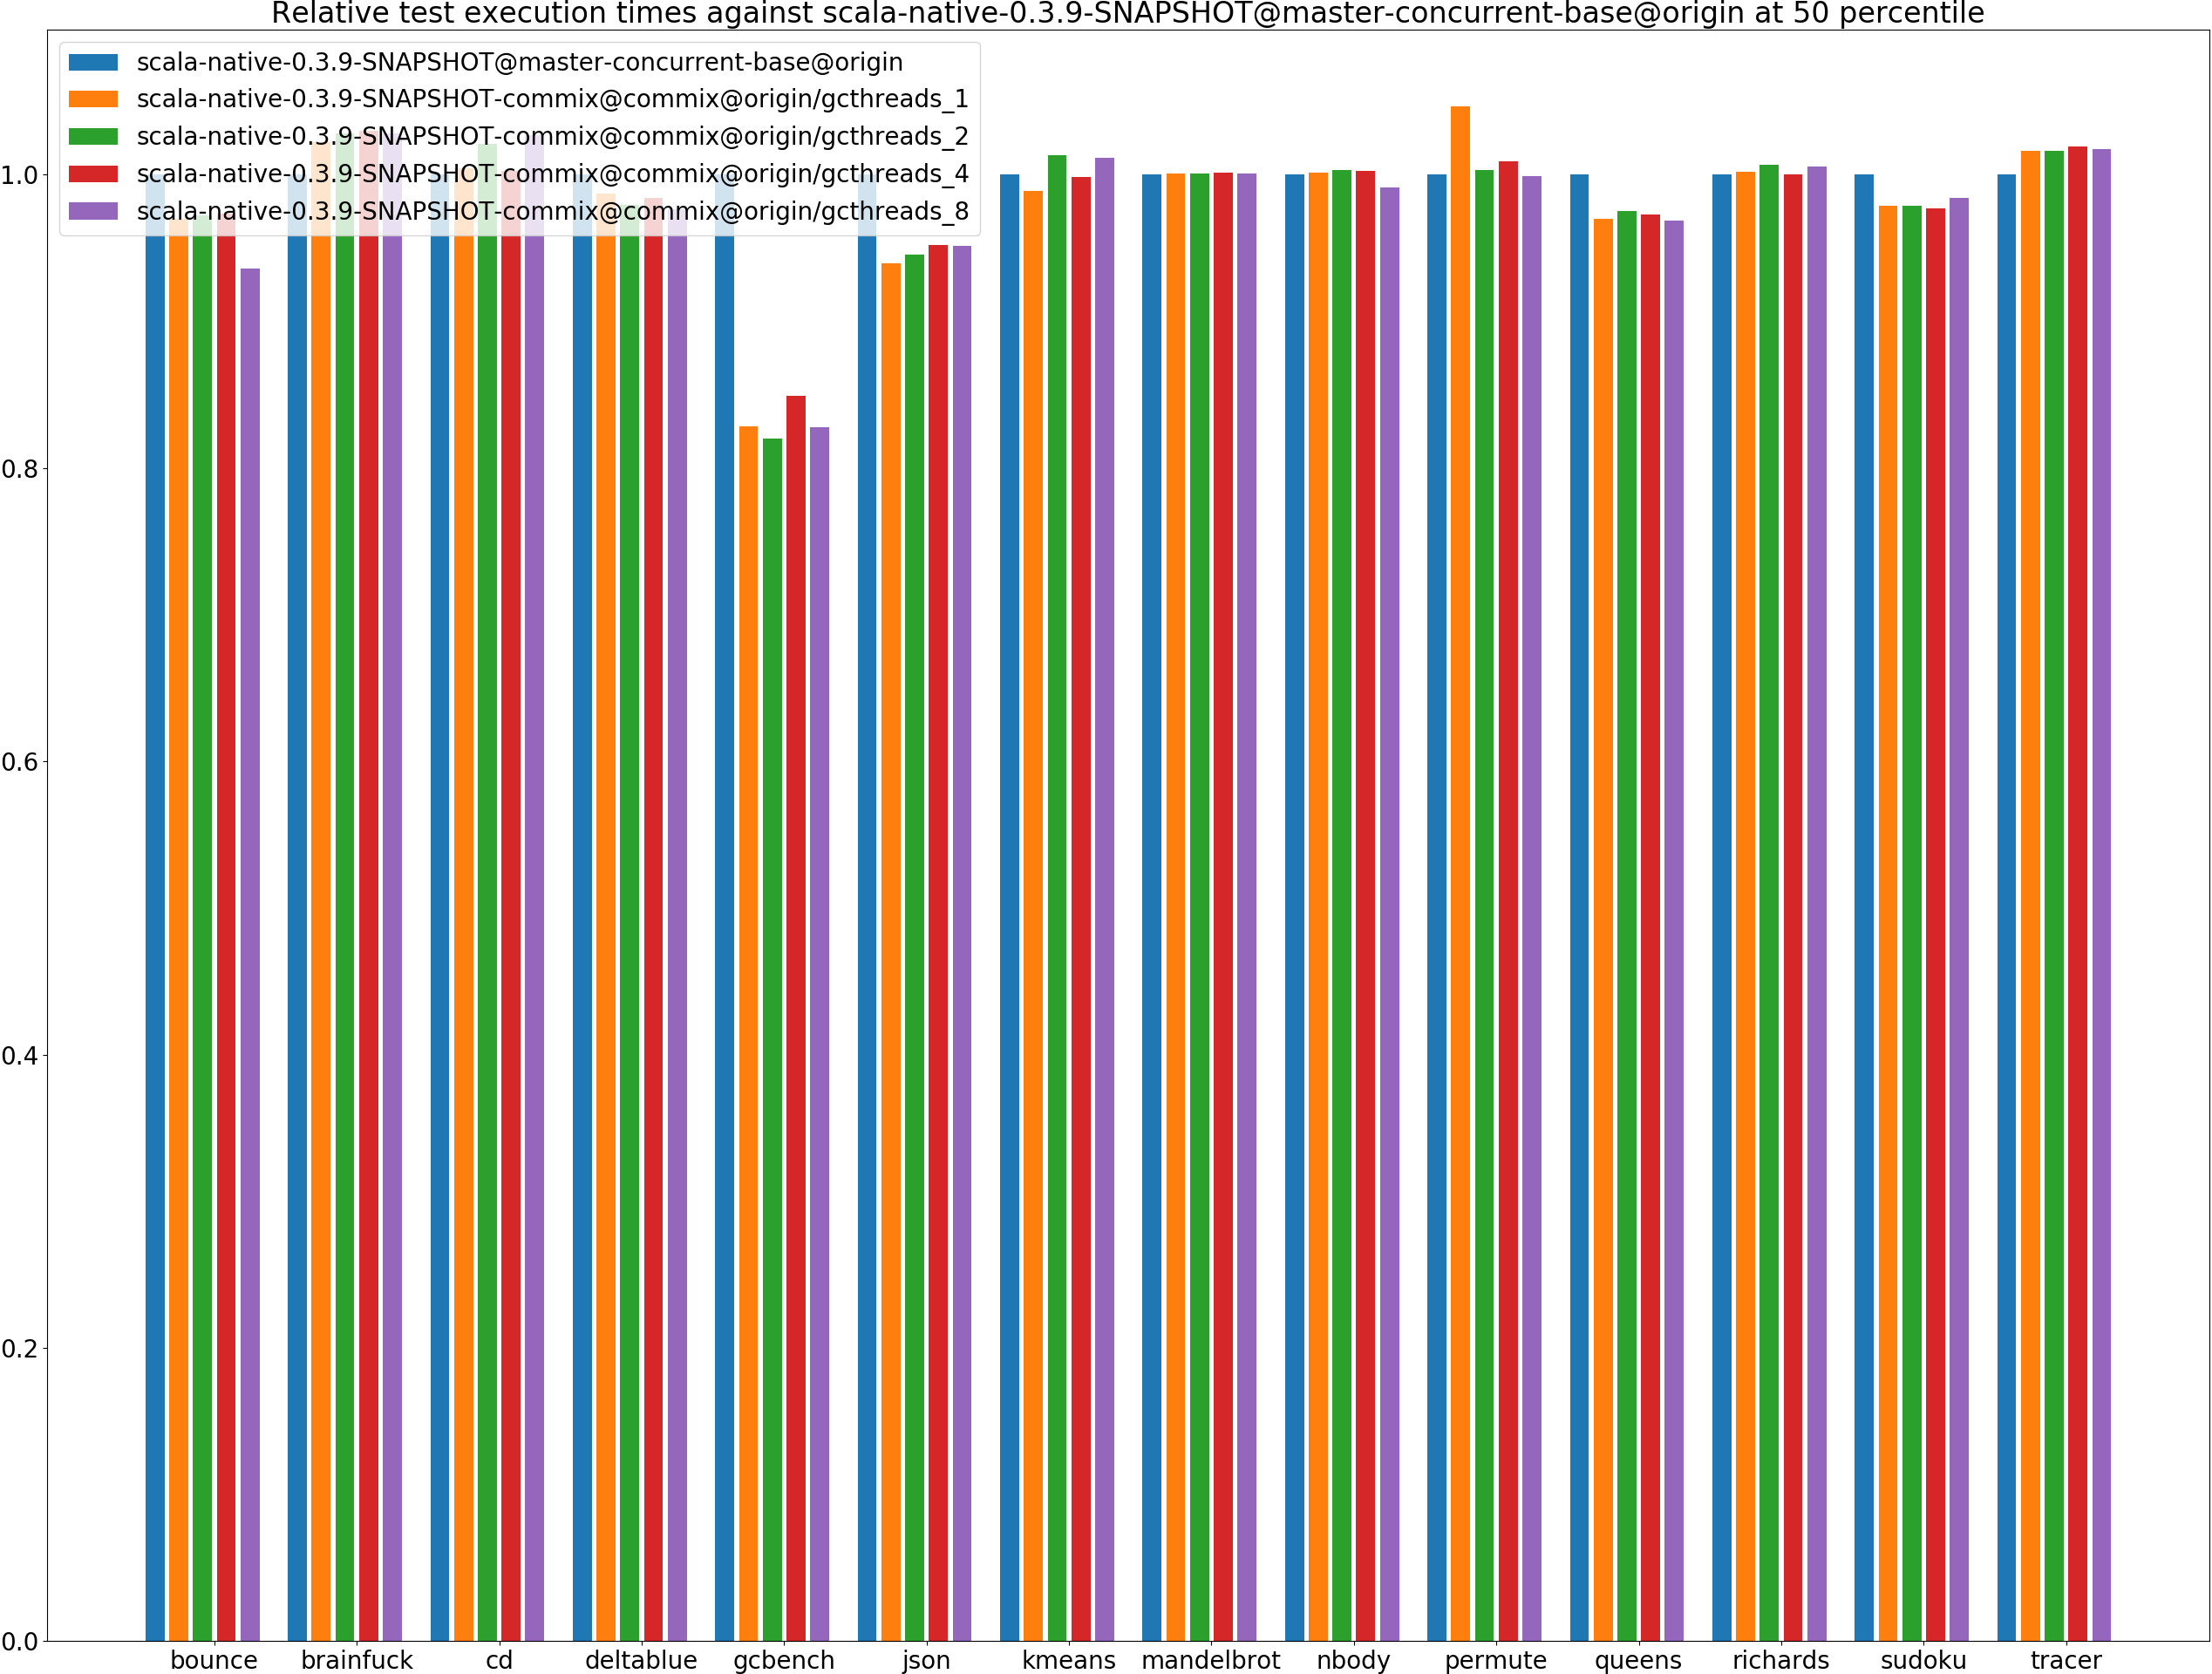 Relative test execution times against scala-native-0.3.9-SNAPSHOT@master-concurrent-base@origin at 50 percentile
scala-native-0.3.9-SNAPSHOT@master-concurrent-base@origin
scala-native-0.3.9-SNAPSHOT-commix@commix@origin/gcthreads_1
scala-native-0.3.9-SNAPSHOT-commix@commix@origin/gcthreads_2
scala-native-0.3.9-SNAPSHOT-commix@commix@origin/gcthreads_4
scala-native-0.3.9-SNAPSHOT-commix@commix@origin/gcthreads_8
1.0
0.8
0.6
0.4
0.2
0.0
bounce brainfuck cd deltablue gcbench json kmeans mandelbrot nbody permute queens richards sudoku tracer